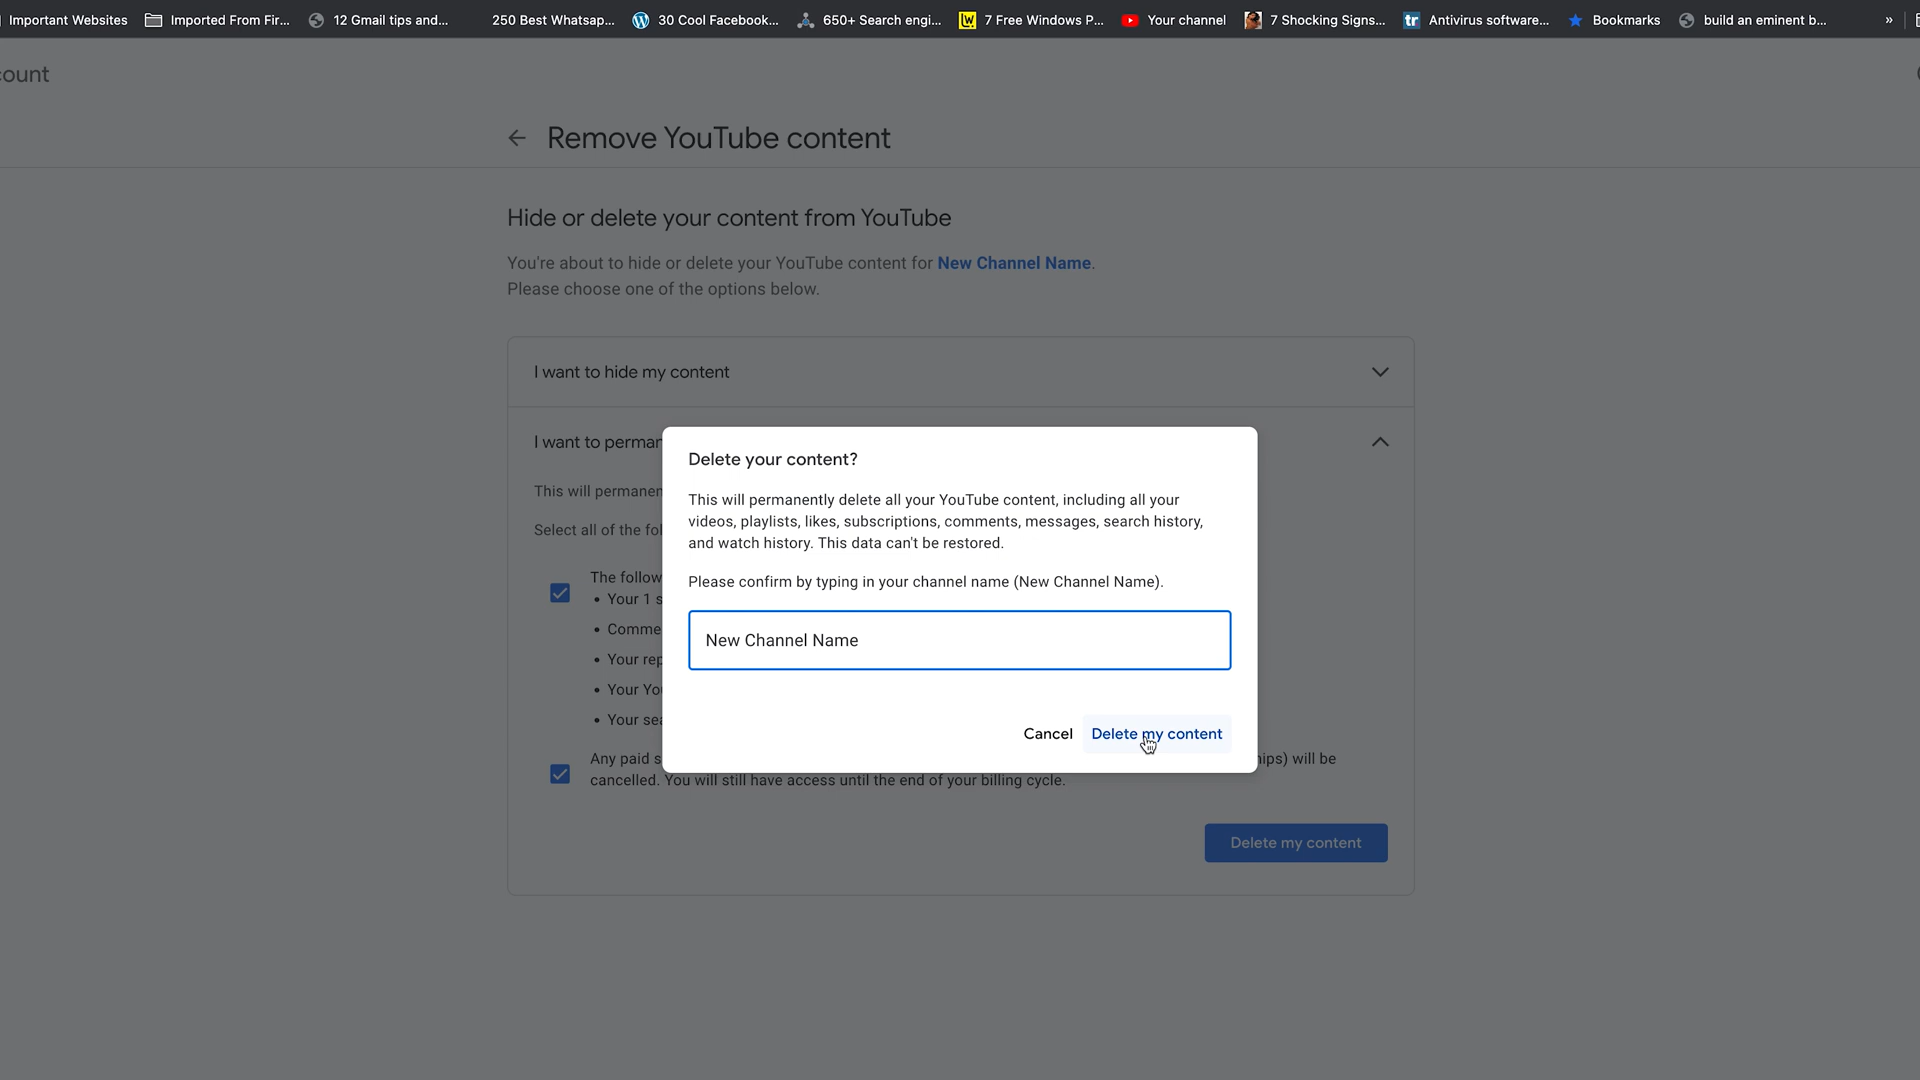 Important Websites Imported From Fir... 12 Gmail tips and... 250 Best Whatsap... 30 Cool Facebook... 650+ Search engi... 7 Free Windows P... Your channel 7 Shocking Signs... tr Antivirus software... Bookmarks build an eminent b... »
count
Remove YouTube content
Hide or delete your content from YouTube
You're about to hide or delete your YouTube content for New Channel Name.
Please choose one of the options below.
I want to hide my content
I want to perman
This will permanen
Select all of the fol
The follow
• Your 1 s
• Comme
• Your rep
• Your You
• Your sea
Any paid s
ips) will be
cancelled. You will still have access until the end of your billing cycle.
Delete my content
Delete your content?
This will permanently delete all your YouTube content, including all your
videos, playlists, likes, subscriptions, comments, messages, search history,
and watch history. This data can't be restored.
Please confirm by typing in your channel name (New Channel Name).
New Channel Name
Cancel Delete my content